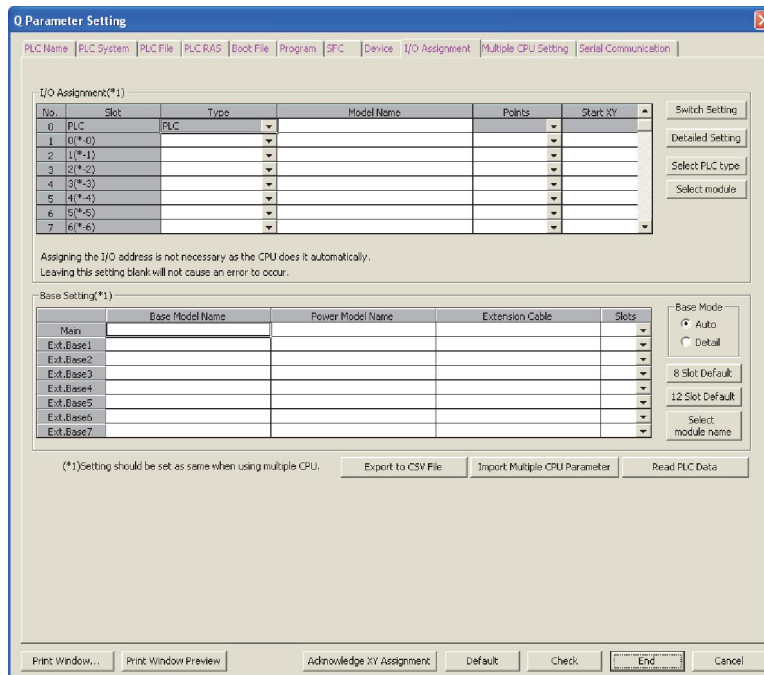 Q Parameter Setting
PLC Name PLC System PLC File PLC RAS Boot File Program SFC Device I/O Assignment Multiple CPU Setting Serial Communication
I/O Assignment(*1)
No. Slot Type Model Name Points Start XY
0 PLC PLC
1 0(*-0)
2 1(*-1)
3 2(*-2)
4 3(*-3)
5 4(*-4)
6 5(*-5)
7 6(*-6)
Switch Setting
Detailed Setting
Select PLC type
Select module
Assigning the I/O address is not necessary as the CPU does it automatically.
Leaving this setting blank will not cause an error to occur.
Base Setting(*1)
Base Model Name Power Model Name Extension Cable Slots
Main
Ext.Base1
Ext.Base2
Ext.Base3
Ext.Base4
Ext.Base5
Ext.Base6
Ext.Base7
Base Mode
Auto
Detail
8 Slot Default
12 Slot Default
Select
module name
(*1)Setting should be set as same when using multiple CPU. Export to CSV File Import Multiple CPU Parameter Read PLC Data
Print Window... Print Window Preview Acknowledge XY Assignment Default Check End Cancel